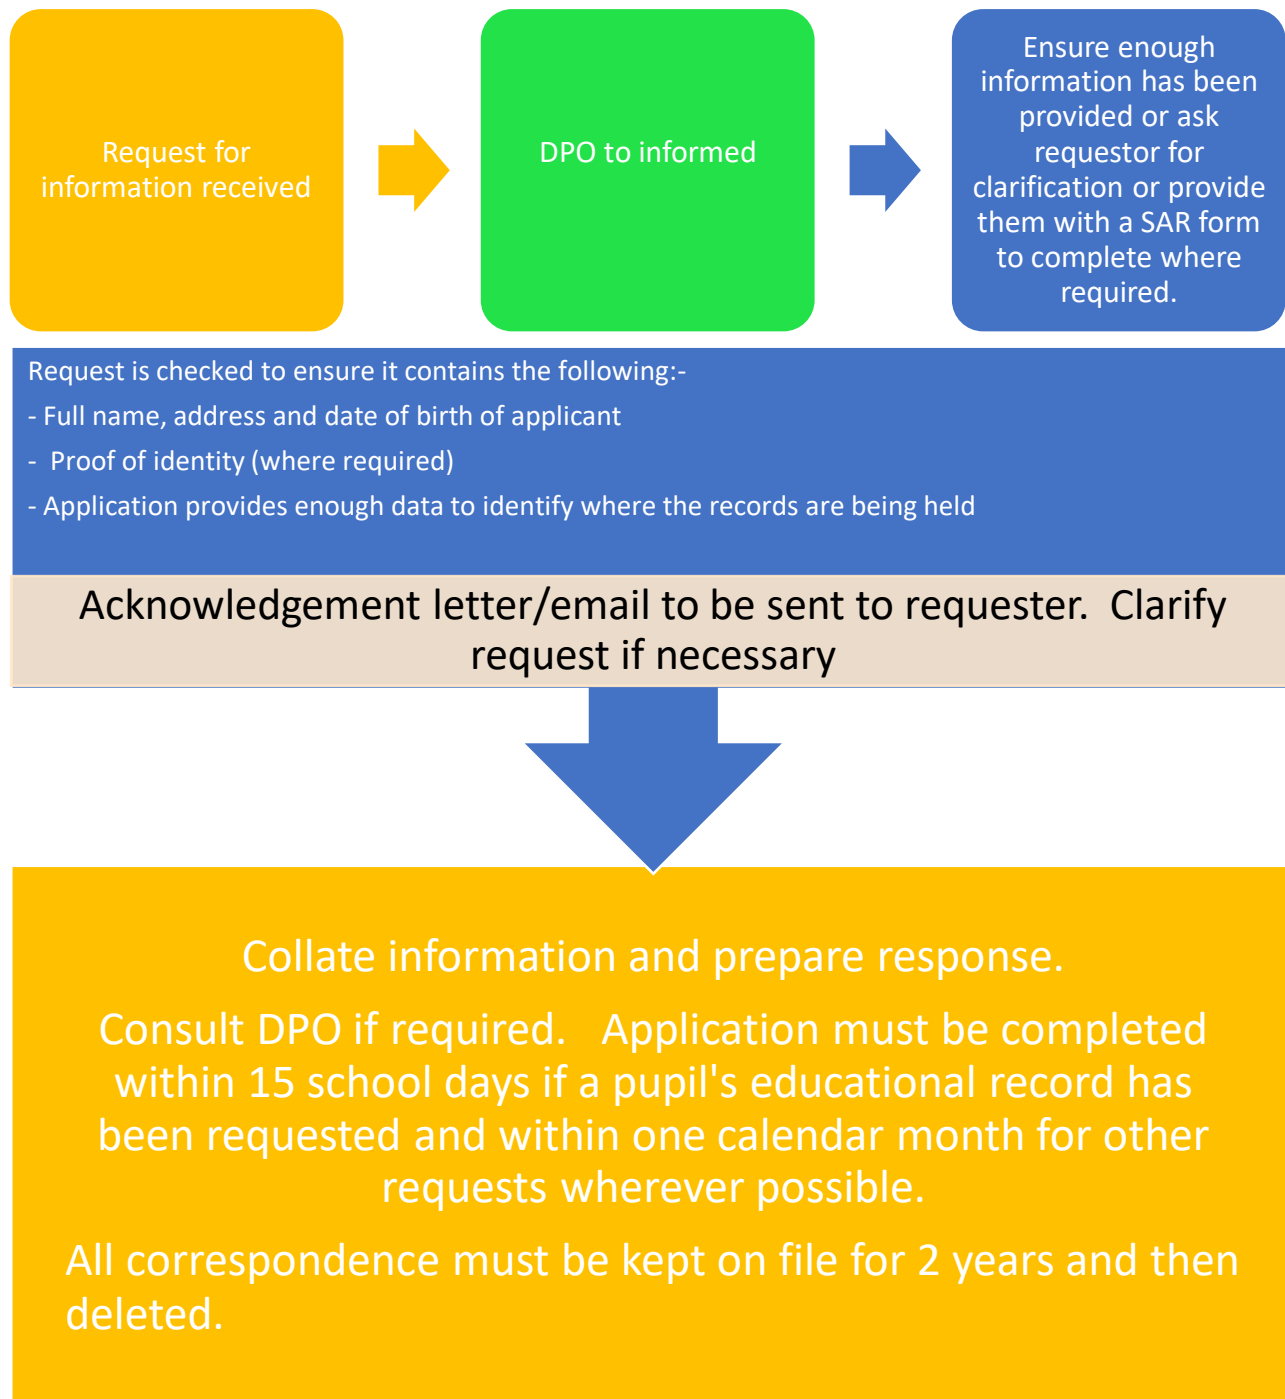 Request for
information received
DPO to informed
Ensure enough
information has been
provided or ask
requestor for
clarification or provide
them with a SAR form
to complete where
required.
Request is checked to ensure it contains the following:-
- Full name, address and date of birth of applicant
- Proof of identity (where required)
- Application provides enough data to identify where the records are being held
Acknowledgement letter/email to be sent to requester. Clarify
request if necessary
Collate information and prepare response.
Consult DPO if required. Application must be completed
within 15 school days if a pupil's educational record has
been requested and within one calendar month for other
requests wherever possible.
All correspondence must be kept on file for 2 years and then
deleted.